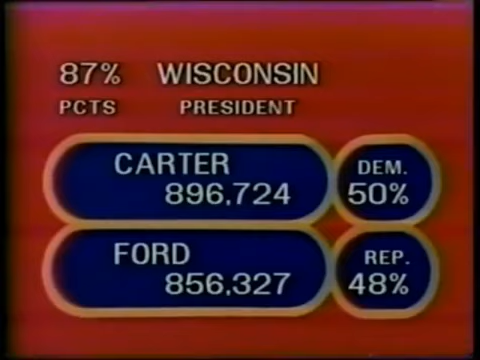 87% WISCONSIN
PCTS PRESIDENT
CARTER DEM.
896,724 50%
FORD REP.
856,327 48%